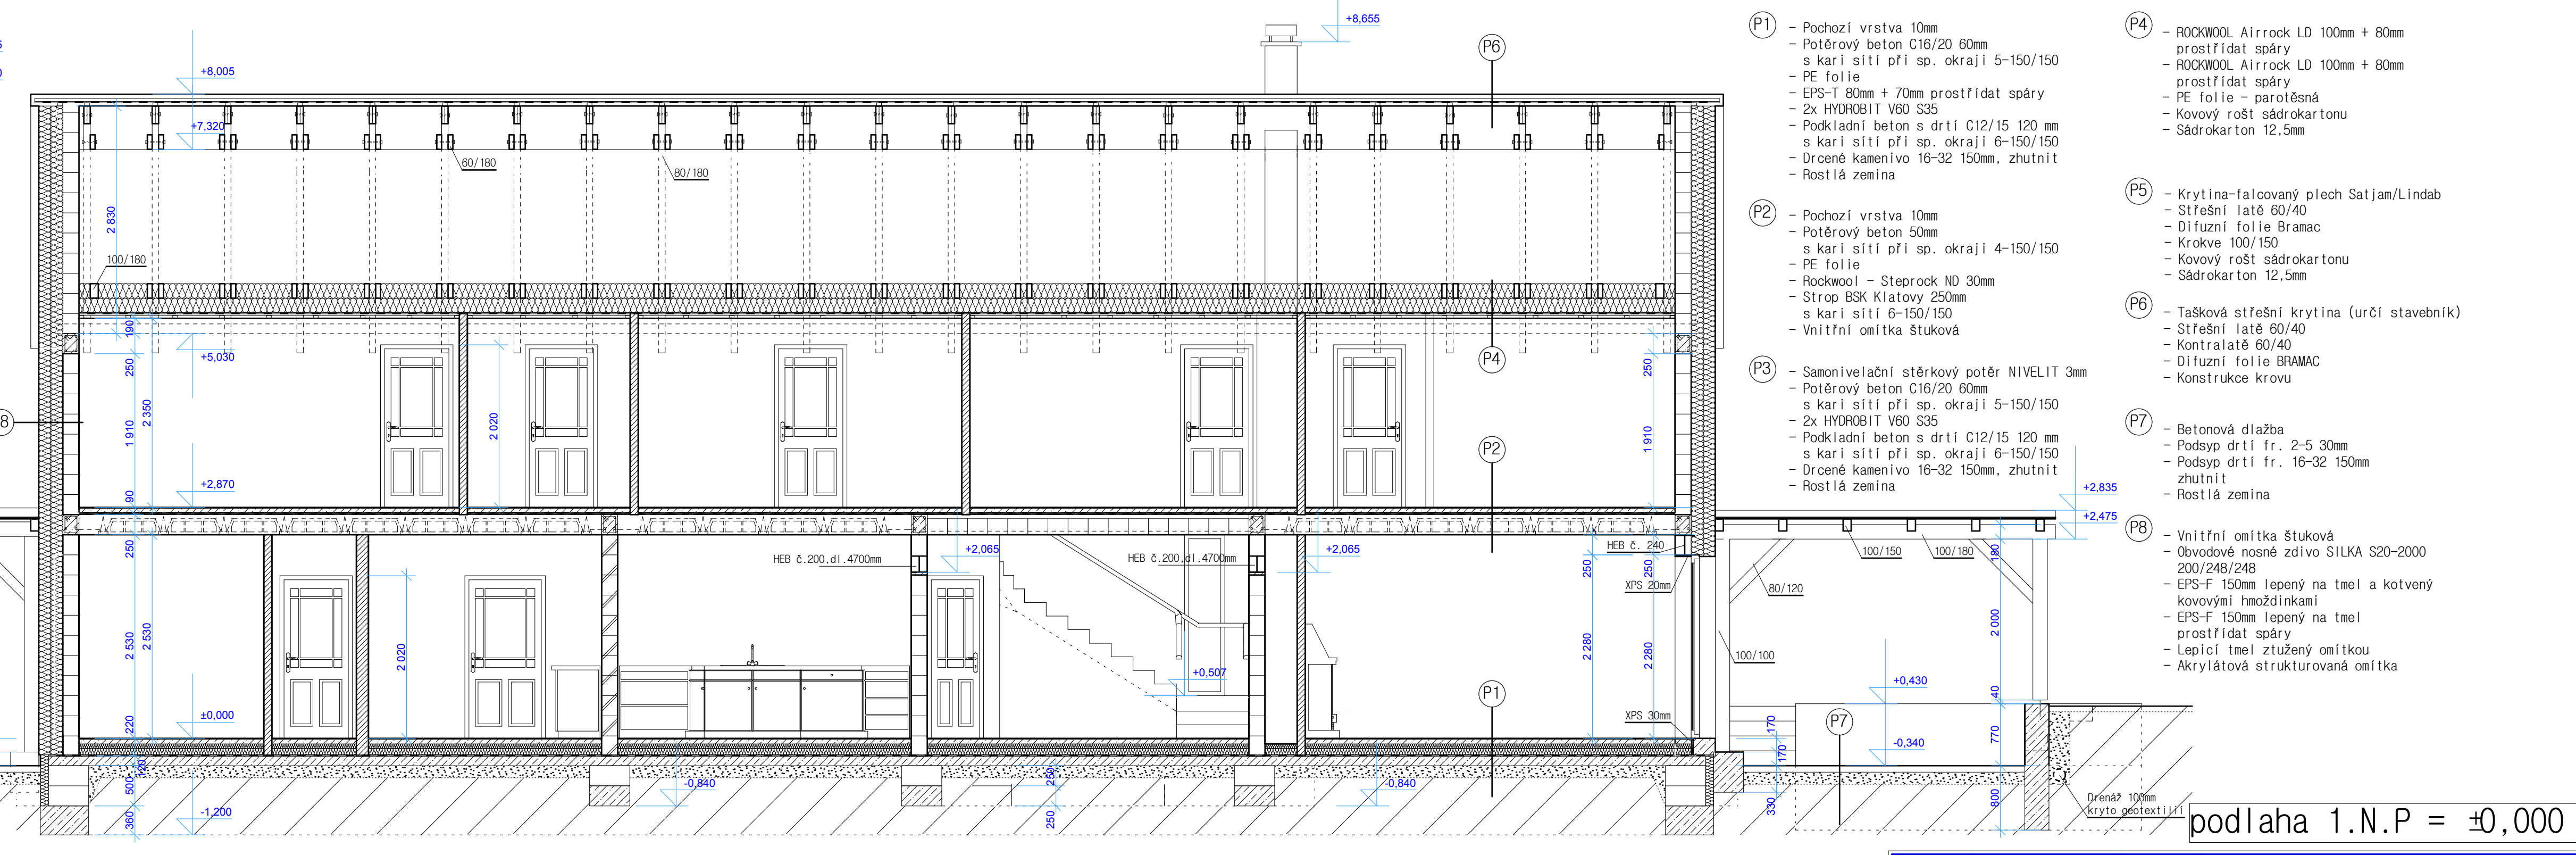 +8,655
+8,005
+7,320
60/180
80/180
2 830
100/180
190
+5,030
250
2 350
1 910
2 020
+2,870
90
250
1 910
P6
P4
P2
P1
8
250
HEB č.200,dl.4700mm
+2,065
HEB č.200,dl.4700mm
+2,065
HEB č. 240
250
250
XPS 20mm
2 530
2 530
2 020
+0,507
2 280
2 280
±0,000
220
XPS 30mm
120
500
-0,840
250
250
-0,840
360
-1,200
+2,835
+2,475
100/150
100/180
180
80/120
2 000
100/100
+0,430
40
170
170
P7
-0,340
770
330
800
Drenáž 100mm
kryto geotextilií
P1
- Pochozí vrstva 10mm
- Potěrový beton C16/20 60mm
s kari sítí při sp. okraji 5-150/150
- PE folie
- EPS-T 80mm + 70mm prostřídat spáry
- 2x HYDROBIT V60 S35
- Podkladní beton s drtí C12/15 120 mm
s kari sítí při sp. okraji 6-150/150
- Drcené kamenivo 16-32 150mm, zhutnit
- Rostlá zemina
P2
- Pochozí vrstva 10mm
- Potěrový beton 50mm
s kari sítí při sp. okraji 4-150/150
- PE folie
- Rockwool - Steprock ND 30mm
- Strop BSK Klatovy 250mm
s kari sítí 6-150/150
- Vnitřní omítka štuková
P3
- Samonivelační stěrkový potěr NIVELIT 3mm
- Potěrový beton C16/20 60mm
s kari sítí při sp. okraji 5-150/150
- 2x HYDROBIT V60 S35
- Podkladní beton s drtí C12/15 120 mm
s kari sítí při sp. okraji 6-150/150
- Drcené kamenivo 16-32 150mm, zhutnit
- Rostlá zemina
P4
- ROCKWOOL Airrock LD 100mm + 80mm
prostřídat spáry
- ROCKWOOL Airrock LD 100mm + 80mm
prostřídat spáry
- PE folie - parotěsná
- Kovový rošt sádrokartonu
- Sádrokarton 12,5mm
P5
- Krytina-falcovaný plech Satjam/Lindab
- Střešní latě 60/40
- Difuzní folie Bramac
- Krokve 100/150
- Kovový rošt sádrokartonu
- Sádrokarton 12,5mm
P6
- Tašková střešní krytina (určí stavebník)
- Střešní latě 60/40
- Kontralatě 60/40
- Difuzní folie BRAMAC
- Konstrukce krovu
P7
- Betonová dlažba
- Podsyp drtí fr. 2-5 30mm
- Podsyp drtí fr. 16-32 150mm
zhutnit
- Rostlá zemina
P8
- Vnitřní omítka štuková
- Obvodové nosné zdivo SILKA S20-2000
200/248/248
- EPS-F 150mm lepený na tmel a kotvený
kovovými hmoždinkami
- EPS-F 150mm lepený na tmel
prostřídat spáry
- Lepicí tmel ztužený omítkou
- Akrylátová strukturovaná omítka
podlaha 1.N.P = ±0,000